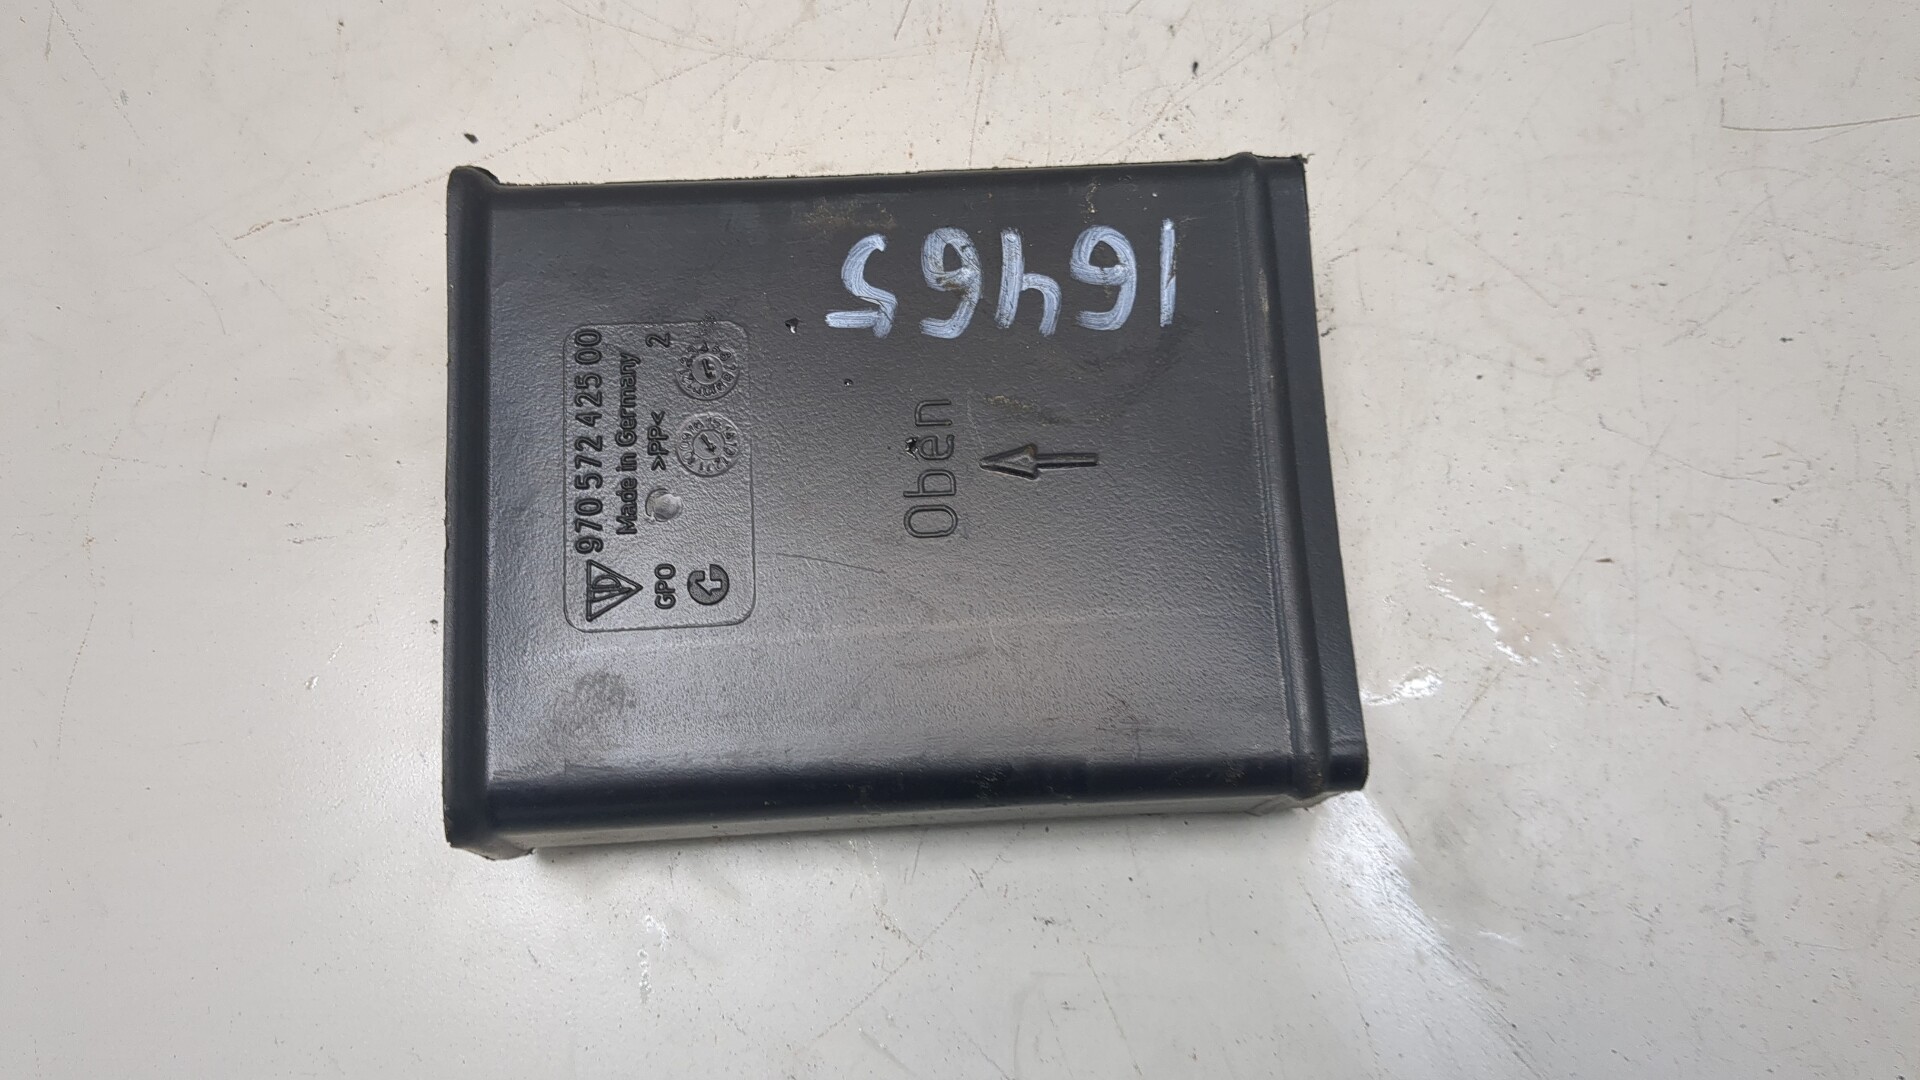 16465
970 572 425 00
Made in Germany
>PP< 2
GPO
Oben